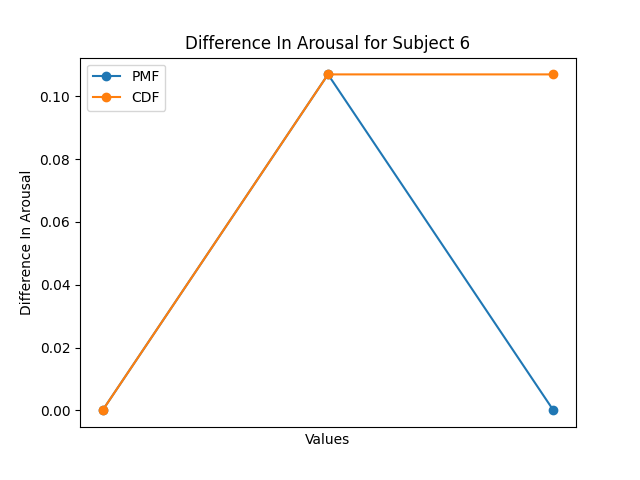 Difference In Arousal for Subject 6
PMF
CDF
0.10
0.08
0.06
0.04
0.02
0.00
Difference In Arousal
Values